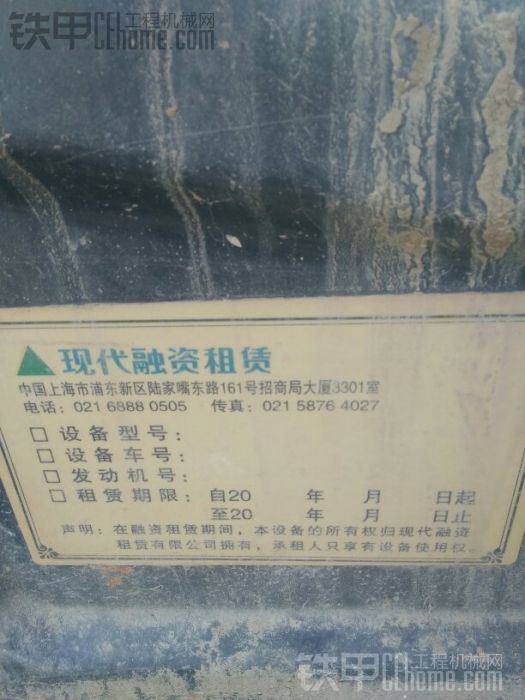 铁甲 工程机械网
CEhome.com
现代融资租赁
中国上海市浦东新区陆家嘴东路161号招商局大厦3301室
电话：021 6888 0505 传真：021 5876 4027
□ 设备型号：
□ 设备车号：
□ 发动机号：
□ 租赁期限：自20 年 月 日起
至20 年 月 日止
声明：在融资租赁期间，本设备的所有权归现代融资
租赁有限公司拥有，承租人只享有设备使用权。
铁甲 工程机械网
CEhome.com